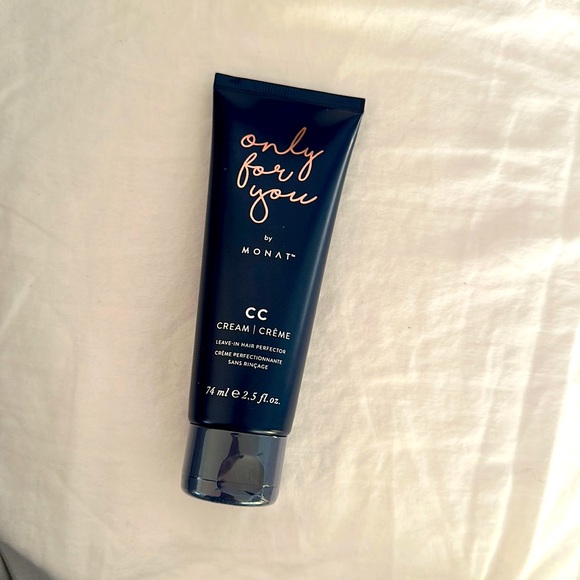 only
for
you
by
MONAT™
CC
CREAM | CRÈME
LEAVE-IN HAIR PERFECTOR
CRÈME PERFECTIONNANTE
SANS RINÇAGE
74 ml ℮ 2.5 fl.oz.